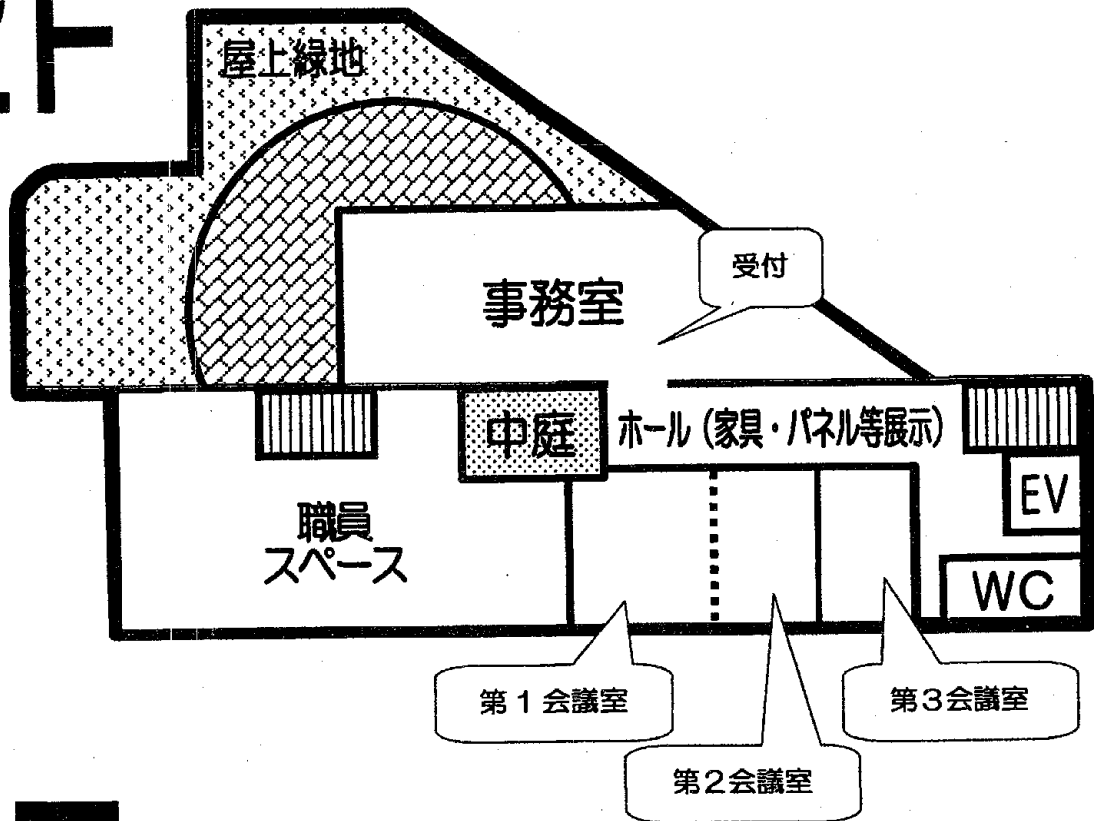 ト
屋上緑地
受付
事務室
中庭
ホール（家具・パネル等展示）
EV
職員
スペース
WC
第１会議室
第３会議室
第２会議室